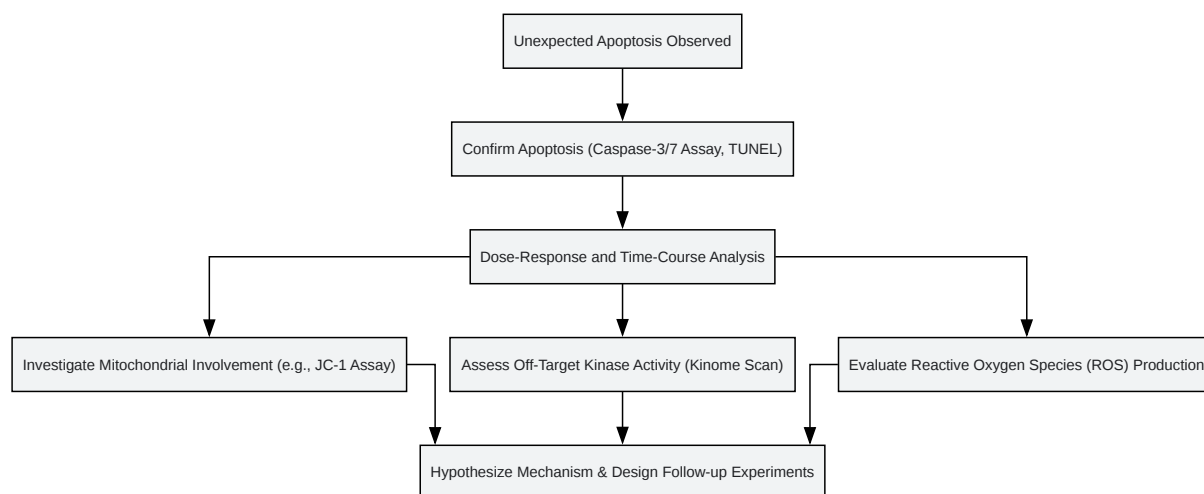 Unexpected Apoptosis Observed
Confirm Apoptosis (Caspase-3/7 Assay, TUNEL)
Dose-Response and Time-Course Analysis
Investigate Mitochondrial Involvement (e.g., JC-1 Assay)
Assess Off-Target Kinase Activity (Kinome Scan)
Evaluate Reactive Oxygen Species (ROS) Production
Hypothesize Mechanism & Design Follow-up Experiments